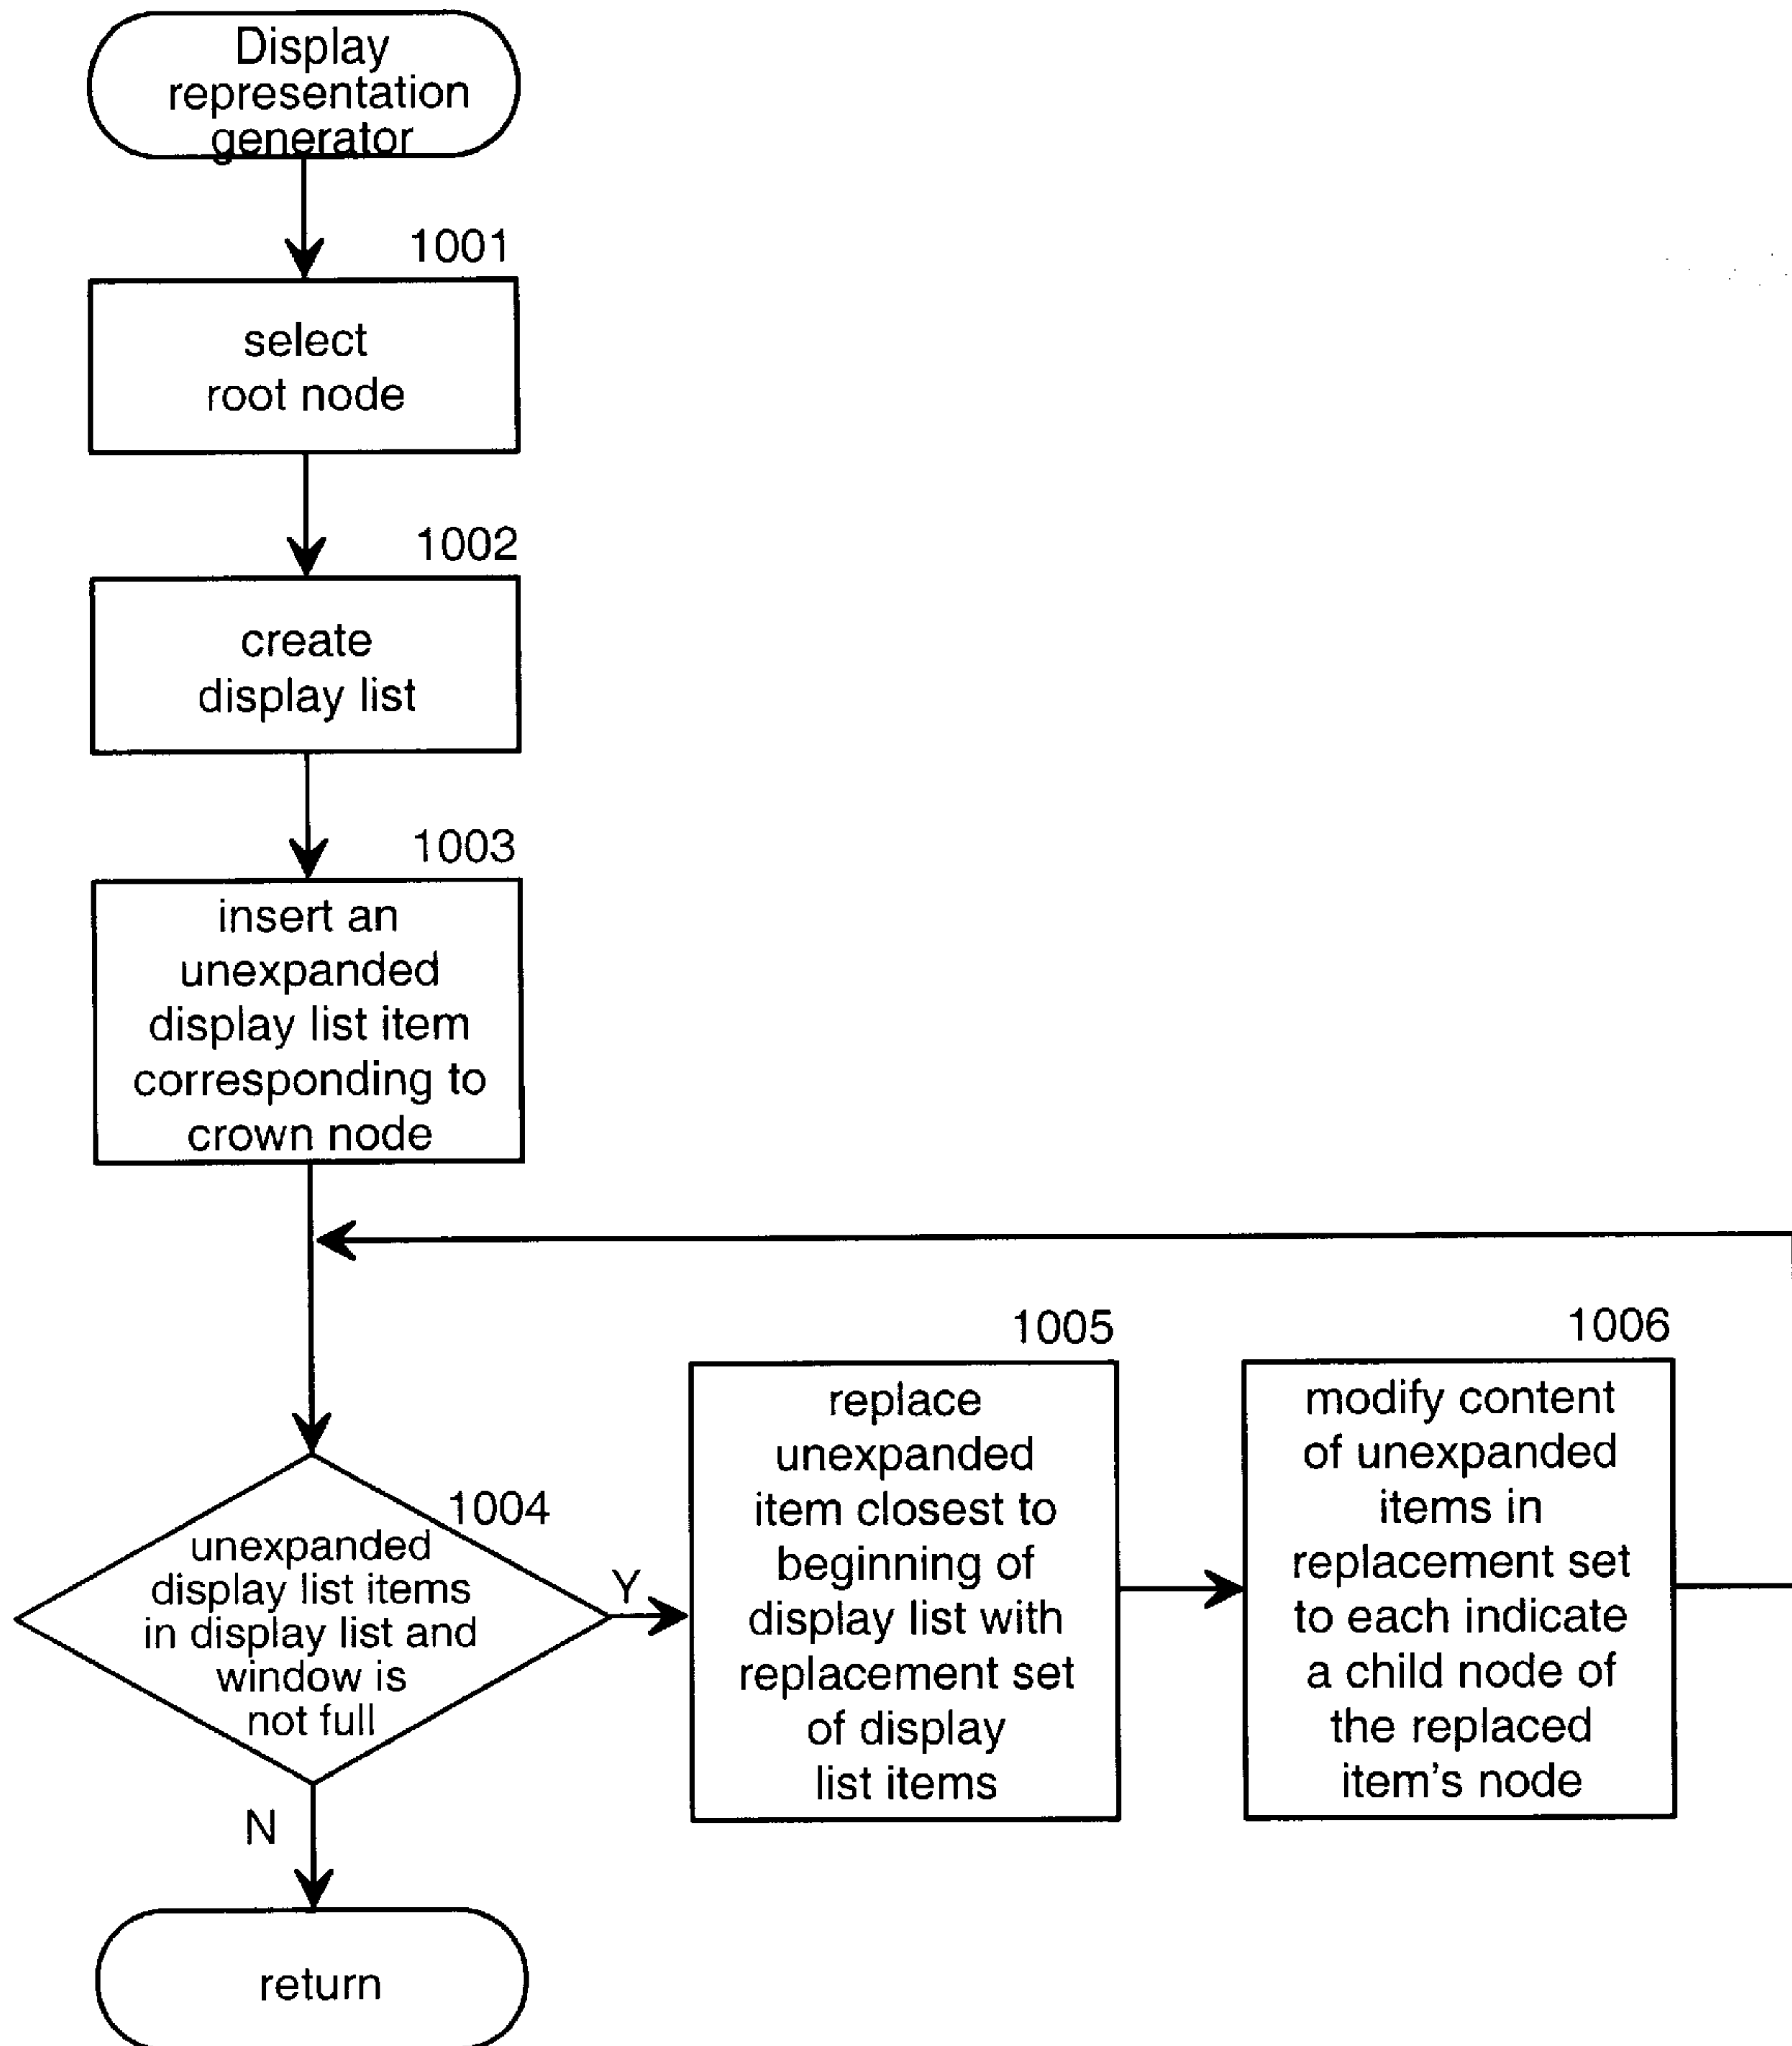 Display
representation
generator
1001
select
root node
1002
create
display list
1003
insert an
unexpanded
display list item
corresponding to
crown node
1004
unexpanded
display list items
in display list and
window is
not full
Y
N
1005
replace
unexpanded
item closest to
beginning of
display list with
replacement set
of display
list items
1006
modify content
of unexpanded
items in
replacement set
to each indicate
a child node of
the replaced
item's node
return